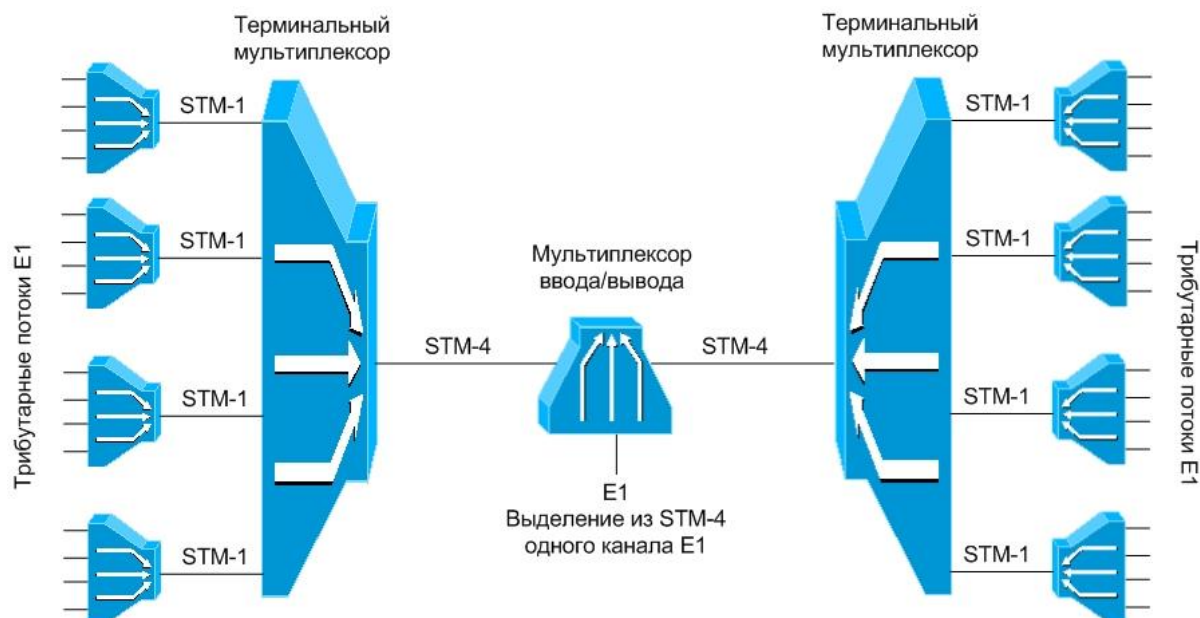 Терминальный
мультиплексор
Терминальный
мультиплексор
STM-1
STM-1
STM-1
STM-1
Трибутарные потоки E1
STM-4
Мультиплексор
ввода/вывода
STM-4
E1
Выделение из STM-4
одного канала E1
STM-1
STM-1
STM-1
STM-1
Трибутарные потоки E1